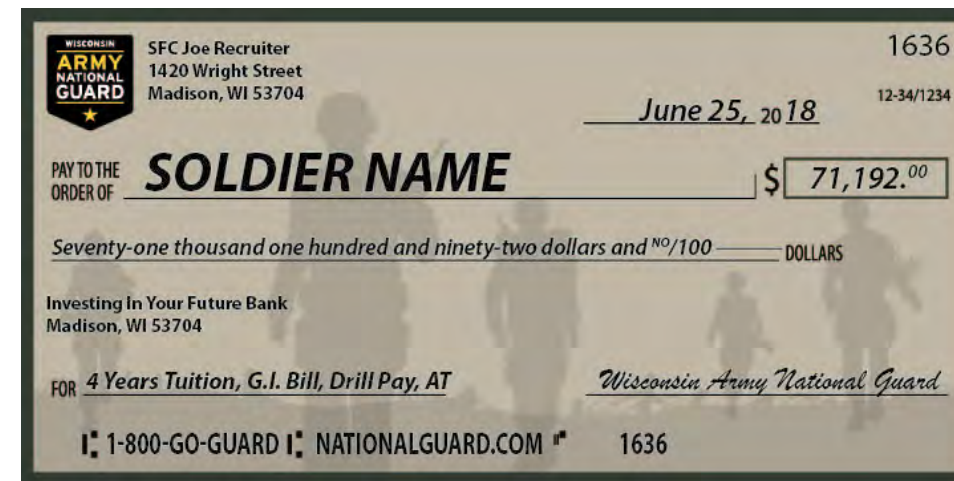 WISCONSIN
ARMY
NATIONAL
GUARD
SFC Joe Recruiter
1420 Wright Street
Madison, WI 53704
1636
12-34/1234
June 25, 20 18
PAY TO THE
ORDER OF
SOLDIER NAME
$ 71,192.00
Seventy-one thousand one hundred and ninety-two dollars and NO/100 DOLLARS
Investing In Your Future Bank
Madison, WI 53704
FOR 4 Years Tuition, G.I. Bill, Drill Pay, AT
Wisconsin Army National Guard
1-800-GO-GUARD NATIONALGUARD.COM 1636